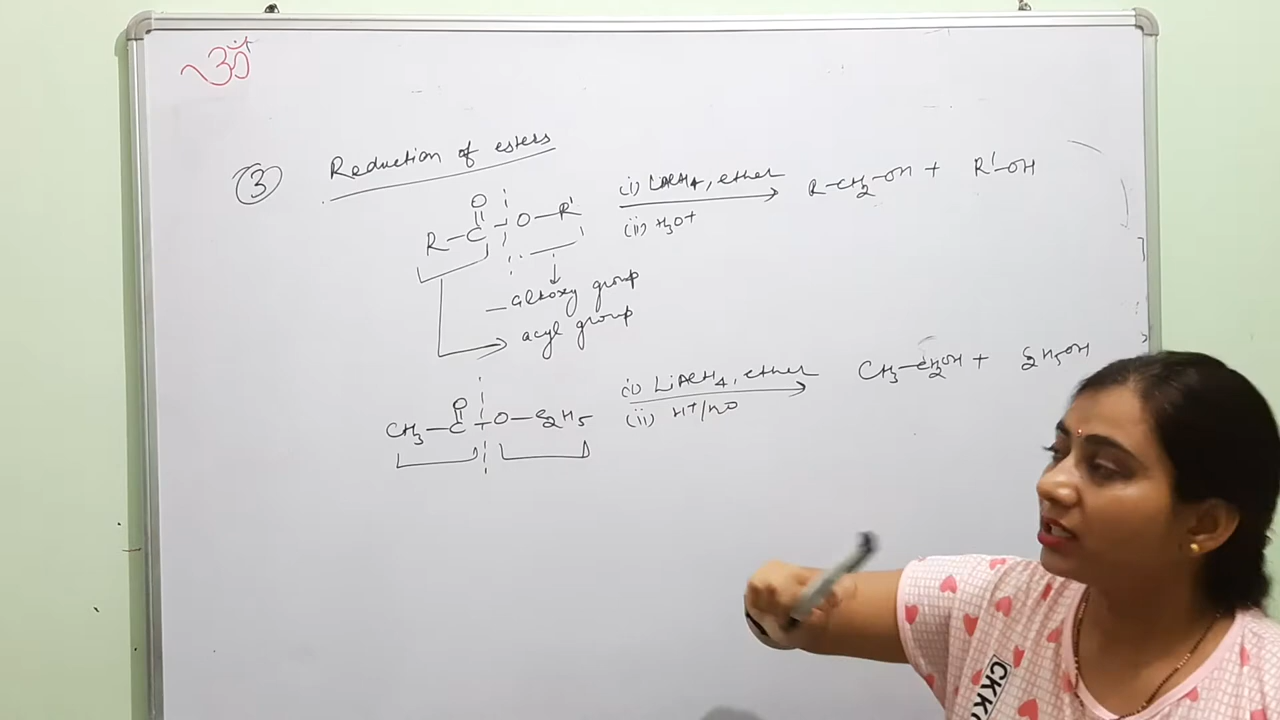 ॐ
③ Reduction of esters
O
R-C-O-R'
(i) LiAlH4, ether
(ii) H3O+
R-CH2-OH + R'-OH
alkoxy group
acyl group
O
CH3-C-O-C2H5
(i) LiAlH4, ether
(ii) H+/H2O
CH3-CH2OH + C2H5OH
CKK